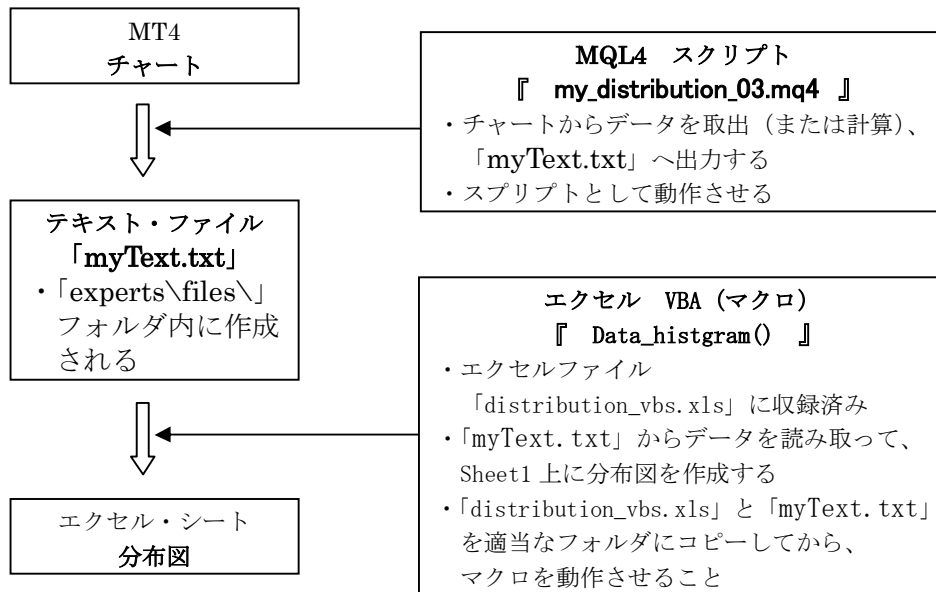 MT4
チャート
MQL4 スクリプト
『 my_distribution_03.mq4 』
・チャートからデータを取出（または計算）、
「myText.txt」へ出力する
・スプリプトとして動作させる
テキスト・ファイル
「myText.txt」
・「experts\files\」
フォルダ内に作成
される
エクセル VBA（マクロ）
『 Data_histgram() 』
・エクセルファイル
「distribution_vbs.xls」に収録済み
・「myText.txt」からデータを読み取って、
Sheet1 上に分布図を作成する
・「distribution_vbs.xls」と「myText.txt」
を適当なフォルダにコピーしてから、
マクロを動作させること
エクセル・シート
分布図